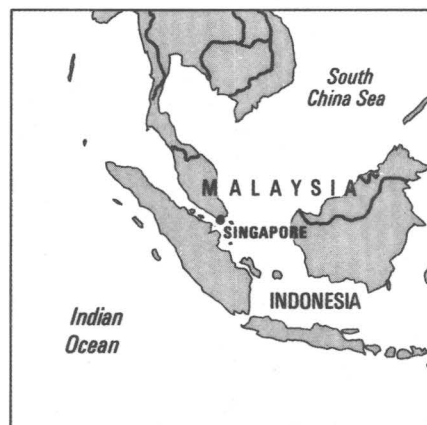 South
China Sea
MALAYSIA
SINGAPORE
INDONESIA
Indian
Ocean